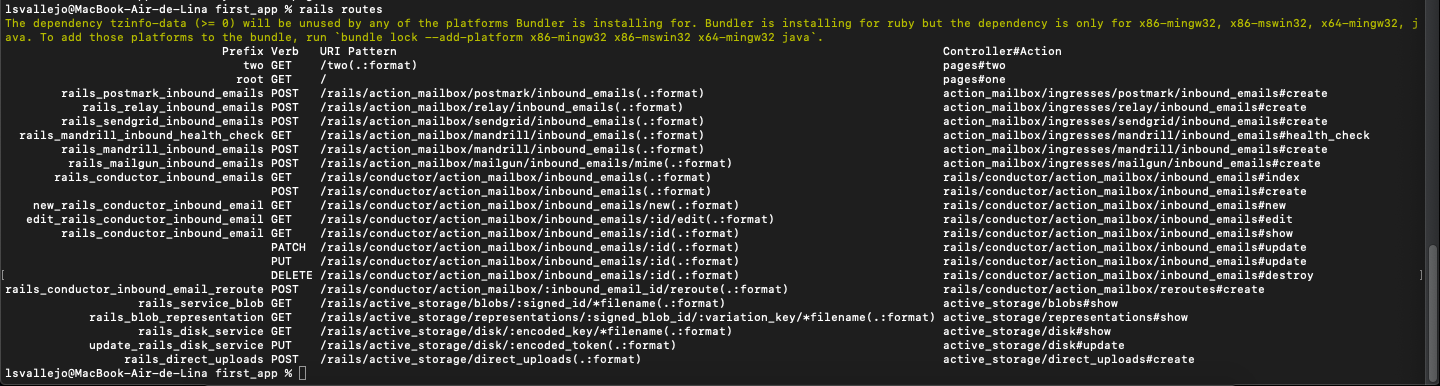 lsvallejo@MacBook-Air-de-Lina first_app % rails routes
The dependency tzinfo-data (>= 0) will be unused by any of the platforms Bundler is installing for. Bundler is installing for ruby but the dependency is only for x86-mingw32, x86-mswin32, x64-mingw32, j
ava. To add those platforms to the bundle, run `bundle lock --add-platform x86-mingw32 x86-mswin32 x64-mingw32 java`.
Prefix Verb URI Pattern Controller#Action
two GET /two(.:format) pages#two
root GET / pages#one
rails_postmark_inbound_emails POST /rails/action_mailbox/postmark/inbound_emails(.:format) action_mailbox/ingresses/postmark/inbound_emails#create
rails_relay_inbound_emails POST /rails/action_mailbox/relay/inbound_emails(.:format) action_mailbox/ingresses/relay/inbound_emails#create
rails_sendgrid_inbound_emails POST /rails/action_mailbox/sendgrid/inbound_emails(.:format) action_mailbox/ingresses/sendgrid/inbound_emails#create
rails_mandrill_inbound_health_check GET /rails/action_mailbox/mandrill/inbound_emails(.:format) action_mailbox/ingresses/mandrill/inbound_emails#health_check
rails_mandrill_inbound_emails POST /rails/action_mailbox/mandrill/inbound_emails(.:format) action_mailbox/ingresses/mandrill/inbound_emails#create
rails_mailgun_inbound_emails POST /rails/action_mailbox/mailgun/inbound_emails/mime(.:format) action_mailbox/ingresses/mailgun/inbound_emails#create
rails_conductor_inbound_emails GET /rails/conductor/action_mailbox/inbound_emails(.:format) rails/conductor/action_mailbox/inbound_emails#index
POST /rails/conductor/action_mailbox/inbound_emails(.:format) rails/conductor/action_mailbox/inbound_emails#create
new_rails_conductor_inbound_email GET /rails/conductor/action_mailbox/inbound_emails/new(.:format) rails/conductor/action_mailbox/inbound_emails#new
edit_rails_conductor_inbound_email GET /rails/conductor/action_mailbox/inbound_emails/:id/edit(.:format) rails/conductor/action_mailbox/inbound_emails#edit
rails_conductor_inbound_email GET /rails/conductor/action_mailbox/inbound_emails/:id(.:format) rails/conductor/action_mailbox/inbound_emails#show
PATCH /rails/conductor/action_mailbox/inbound_emails/:id(.:format) rails/conductor/action_mailbox/inbound_emails#update
PUT /rails/conductor/action_mailbox/inbound_emails/:id(.:format) rails/conductor/action_mailbox/inbound_emails#update
[ DELETE /rails/conductor/action_mailbox/inbound_emails/:id(.:format) rails/conductor/action_mailbox/inbound_emails#destroy ]
rails_conductor_inbound_email_reroute POST /rails/conductor/action_mailbox/:inbound_email_id/reroute(.:format) rails/conductor/action_mailbox/reroutes#create
rails_service_blob GET /rails/active_storage/blobs/:signed_id/*filename(.:format) active_storage/blobs#show
rails_blob_representation GET /rails/active_storage/representations/:signed_blob_id/:variation_key/*filename(.:format) active_storage/representations#show
rails_disk_service GET /rails/active_storage/disk/:encoded_key/*filename(.:format) active_storage/disk#show
update_rails_disk_service PUT /rails/active_storage/disk/:encoded_token(.:format) active_storage/disk#update
rails_direct_uploads POST /rails/active_storage/direct_uploads(.:format) active_storage/direct_uploads#create
lsvallejo@MacBook-Air-de-Lina first_app %